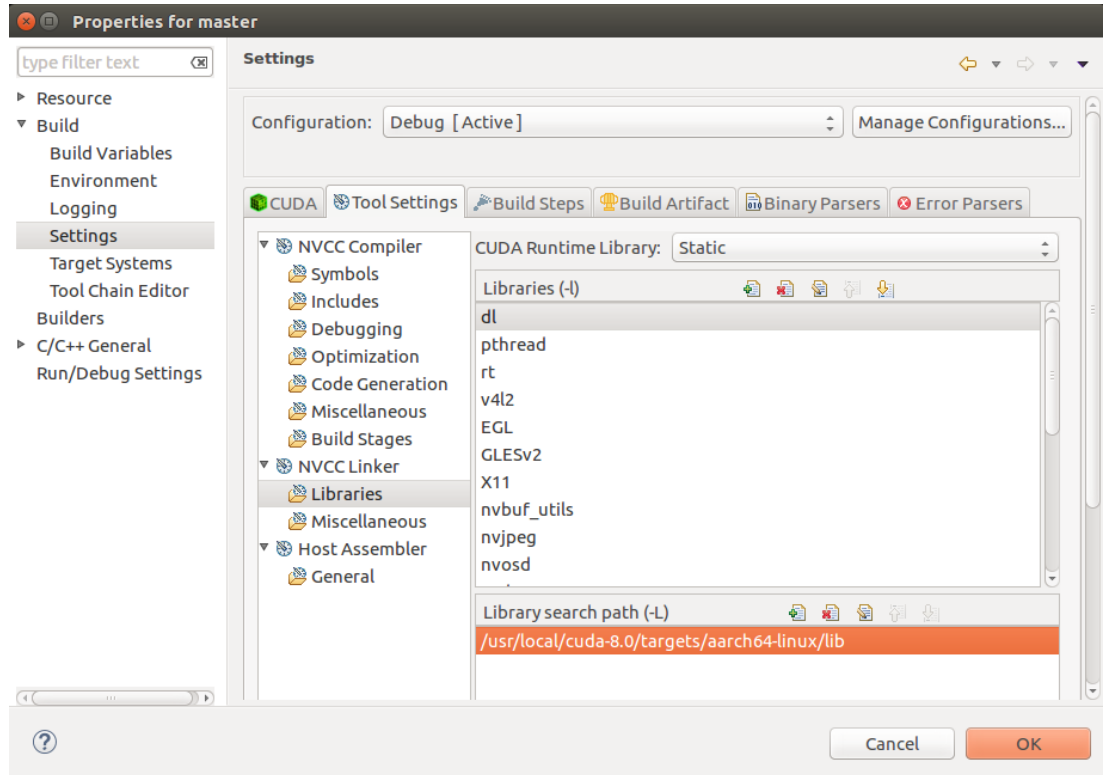 Properties for master
type filter text
Resource
Build
Build Variables
Environment
Logging
Settings
Target Systems
Tool Chain Editor
Builders
C/C++ General
Run/Debug Settings
Settings
Configuration: Debug [Active] Manage Configurations...
CUDA Tool Settings Build Steps Build Artifact Binary Parsers Error Parsers
NVCC Compiler
Symbols
Includes
Debugging
Optimization
Code Generation
Miscellaneous
Build Stages
NVCC Linker
Libraries
Miscellaneous
Host Assembler
General
CUDA Runtime Library: Static
Libraries (-l)
dl
pthread
rt
v4l2
EGL
GLESv2
X11
nvbuf_utils
nvjpeg
nvosd
Library search path (-L)
/usr/local/cuda-8.0/targets/aarch64-linux/lib
Cancel OK